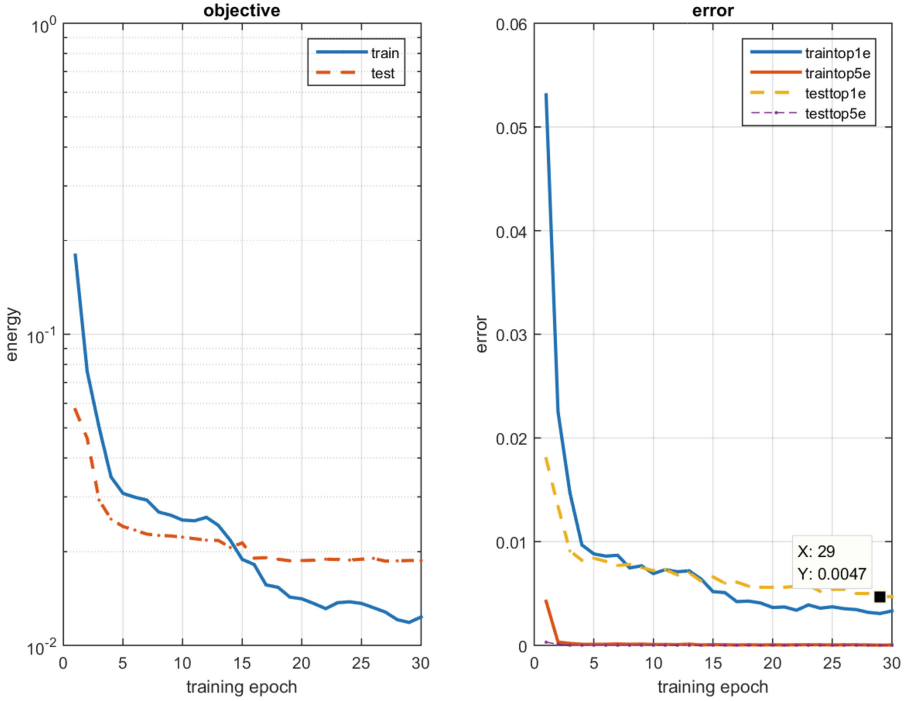 objective
10^0
10^-1
10^-2
energy
0
5
10
15
20
25
30
training epoch
train
test
error
0.06
0.05
0.04
0.03
0.02
0.01
0
error
0
5
10
15
20
25
30
training epoch
traintop1e
traintop5e
testtop1e
testtop5e
X: 29
Y: 0.0047